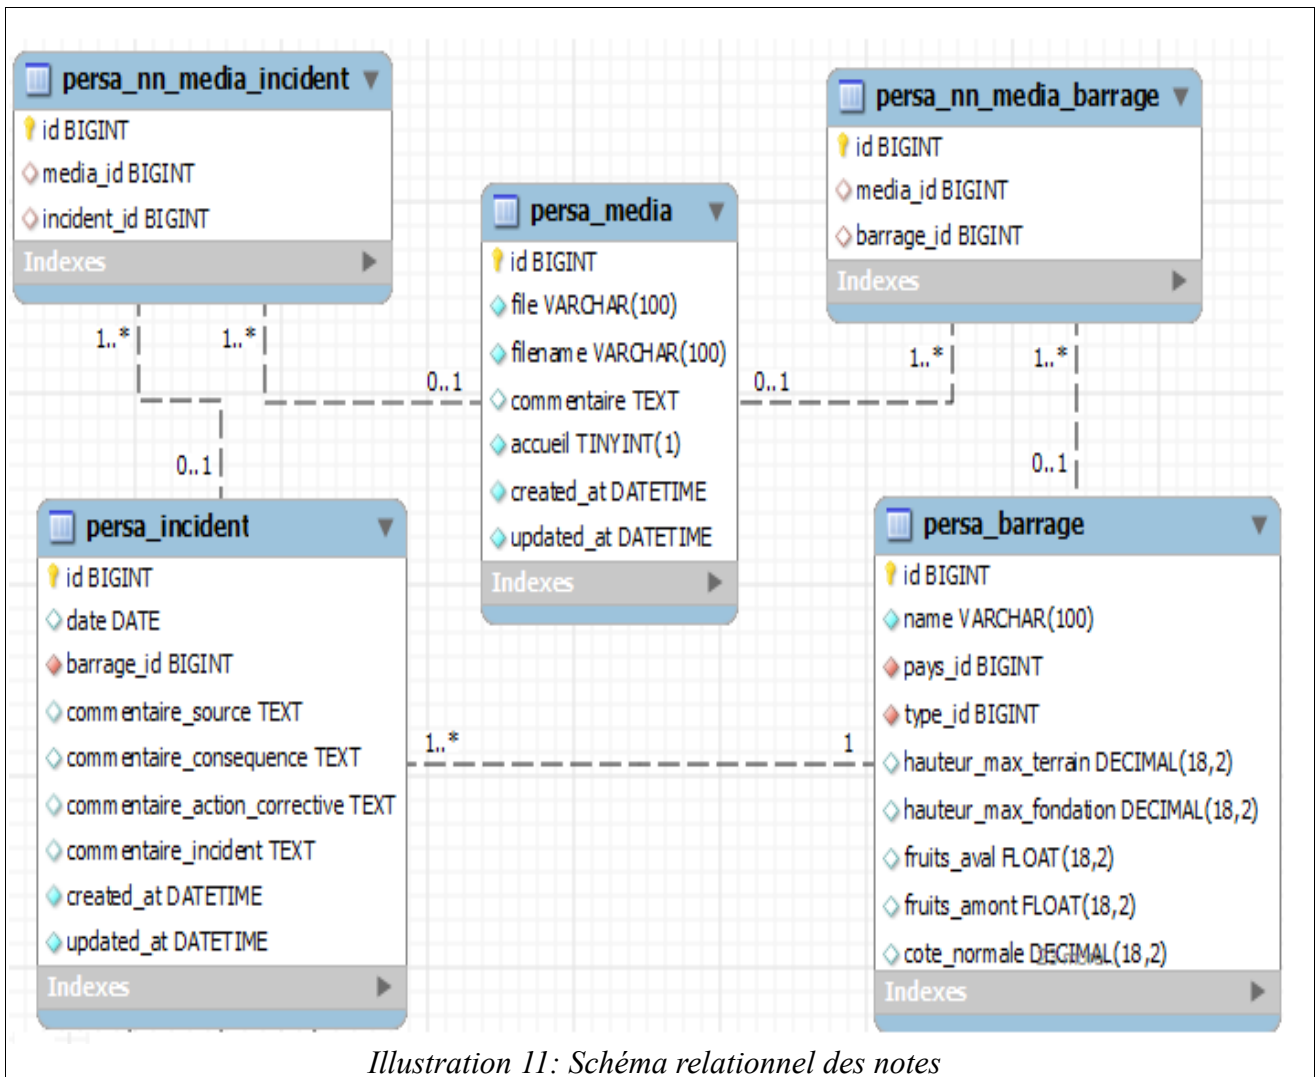 persa_nn_media_incident
id BIGINT
media_id BIGINT
incident_id BIGINT
Indexes
persa_nn_media_barrage
id BIGINT
media_id BIGINT
barrage_id BIGINT
Indexes
persa_media
id BIGINT
file VARCHAR(100)
filename VARCHAR(100)
commentaire TEXT
accueil TINYINT(1)
created_at DATETIME
updated_at DATETIME
Indexes
1..*
1..*
0..1
0..1
0..1
1..*
1..*
0..1
persa_incident
id BIGINT
date DATE
barrage_id BIGINT
commentaire_source TEXT
commentaire_consequence TEXT
commentaire_action_corrective TEXT
commentaire_incident TEXT
created_at DATETIME
updated_at DATETIME
Indexes
1..*
1
persa_barrage
id BIGINT
name VARCHAR(100)
pays_id BIGINT
type_id BIGINT
hauteur_max_terrain DECIMAL(18,2)
hauteur_max_fondation DECIMAL(18,2)
fruits_aval FLOAT(18,2)
fruits_amont FLOAT(18,2)
cote_normale DECIMAL(18,2)
Indexes
Illustration 11: Schéma relationnel des notes